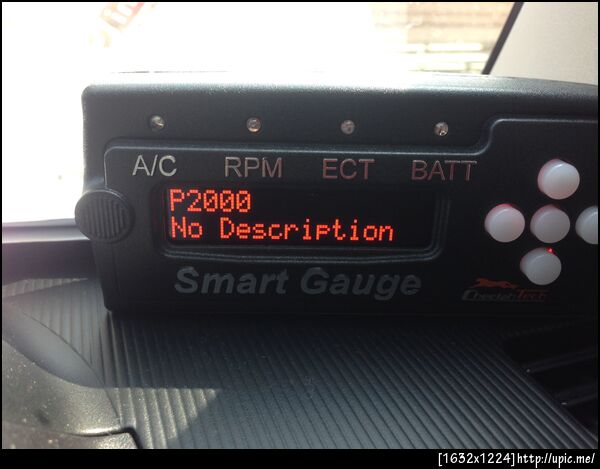 A/C RPM ECT BATT
P2000
No Description
Smart Gauge
CheetahTech
[1632x1224]http://upic.me/